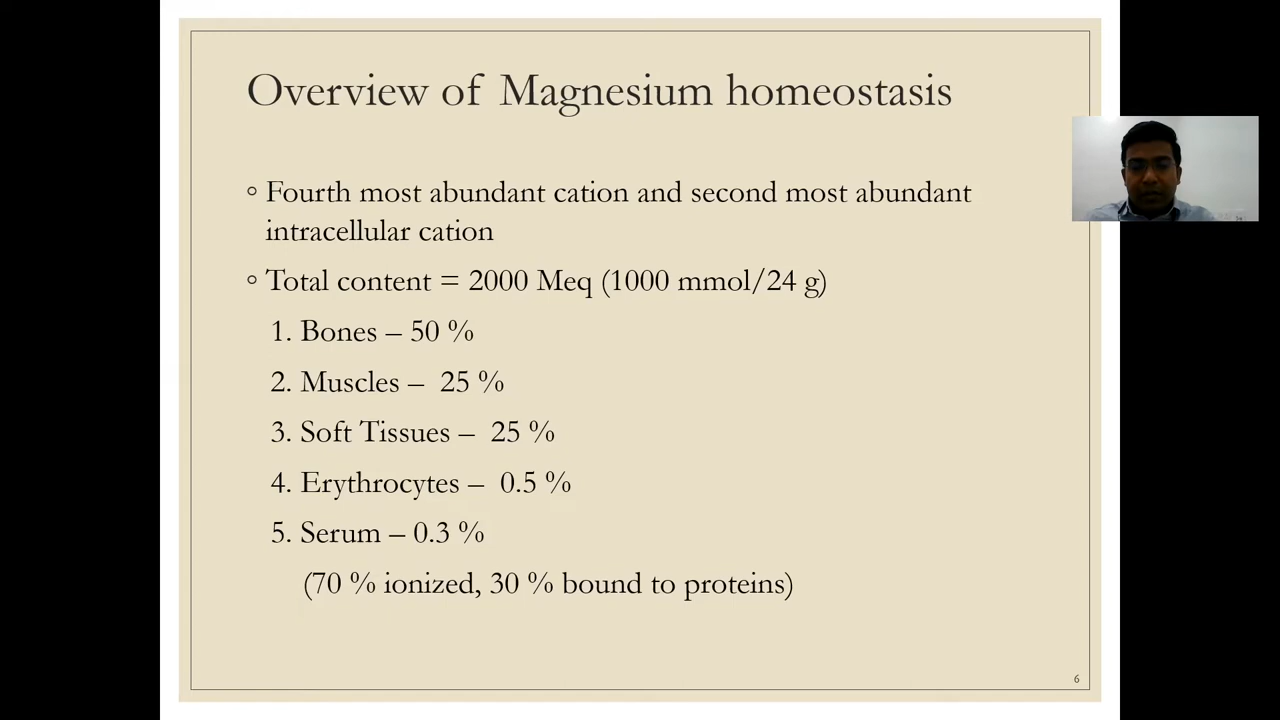 Overview of Magnesium homeostasis
◦ Fourth most abundant cation and second most abundant
intracellular cation
◦ Total content = 2000 Meq (1000 mmol/24 g)
1. Bones – 50 %
2. Muscles – 25 %
3. Soft Tissues – 25 %
4. Erythrocytes – 0.5 %
5. Serum – 0.3 %
(70 % ionized, 30 % bound to proteins)
6